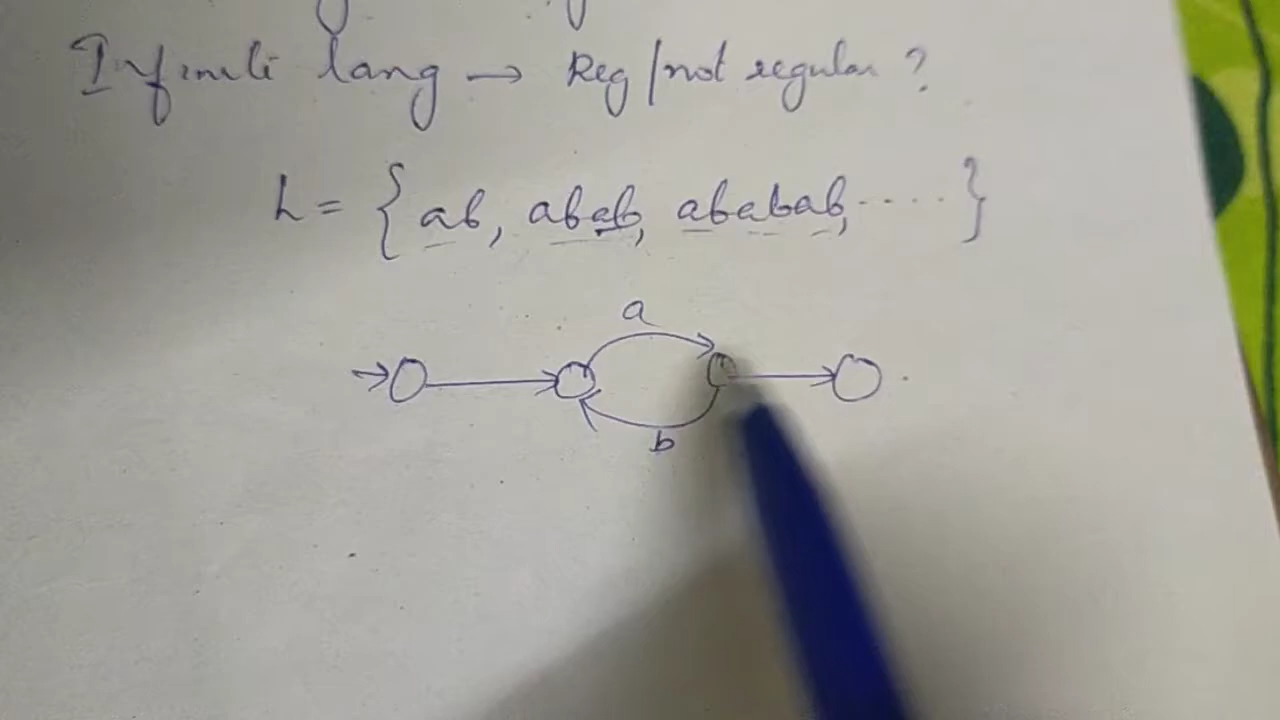 Infinite lang → Reg/not regular ?
L = { ab, abab, ababab, ····· }
a
b